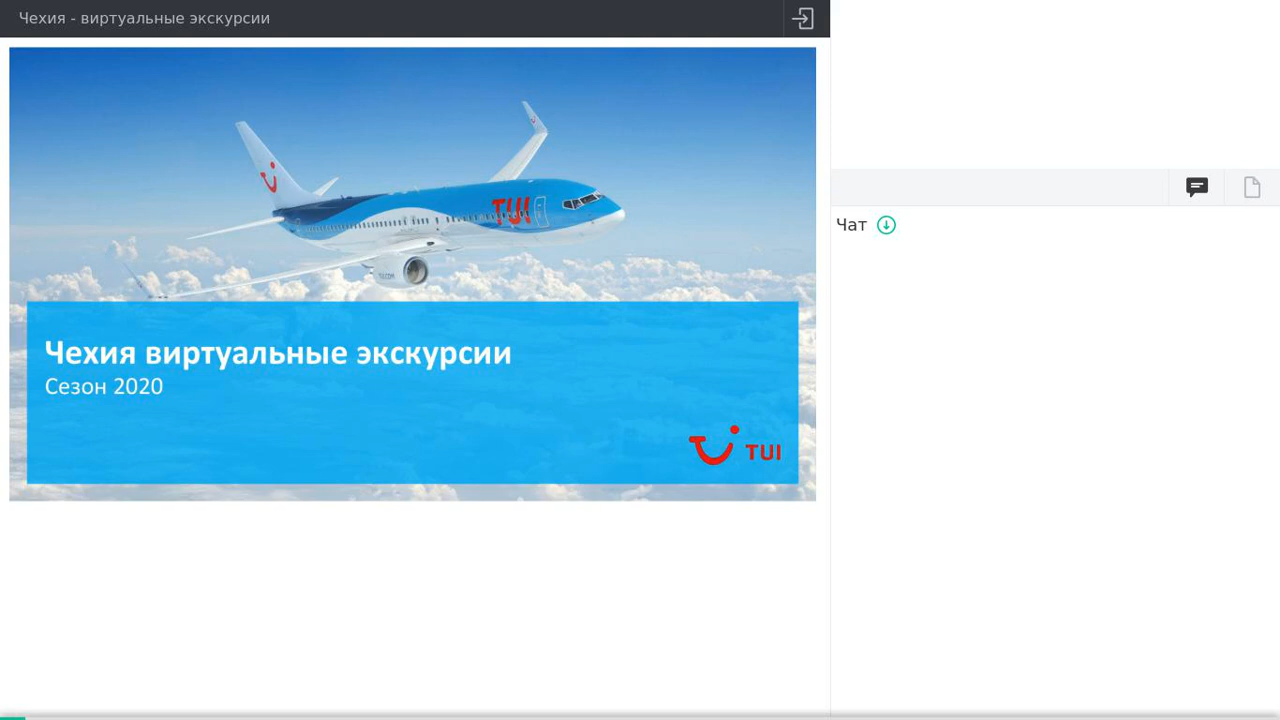 Чехия - виртуальные экскурсии
TUI
Чехия виртуальные экскурсии
Сезон 2020
TUI
Чат